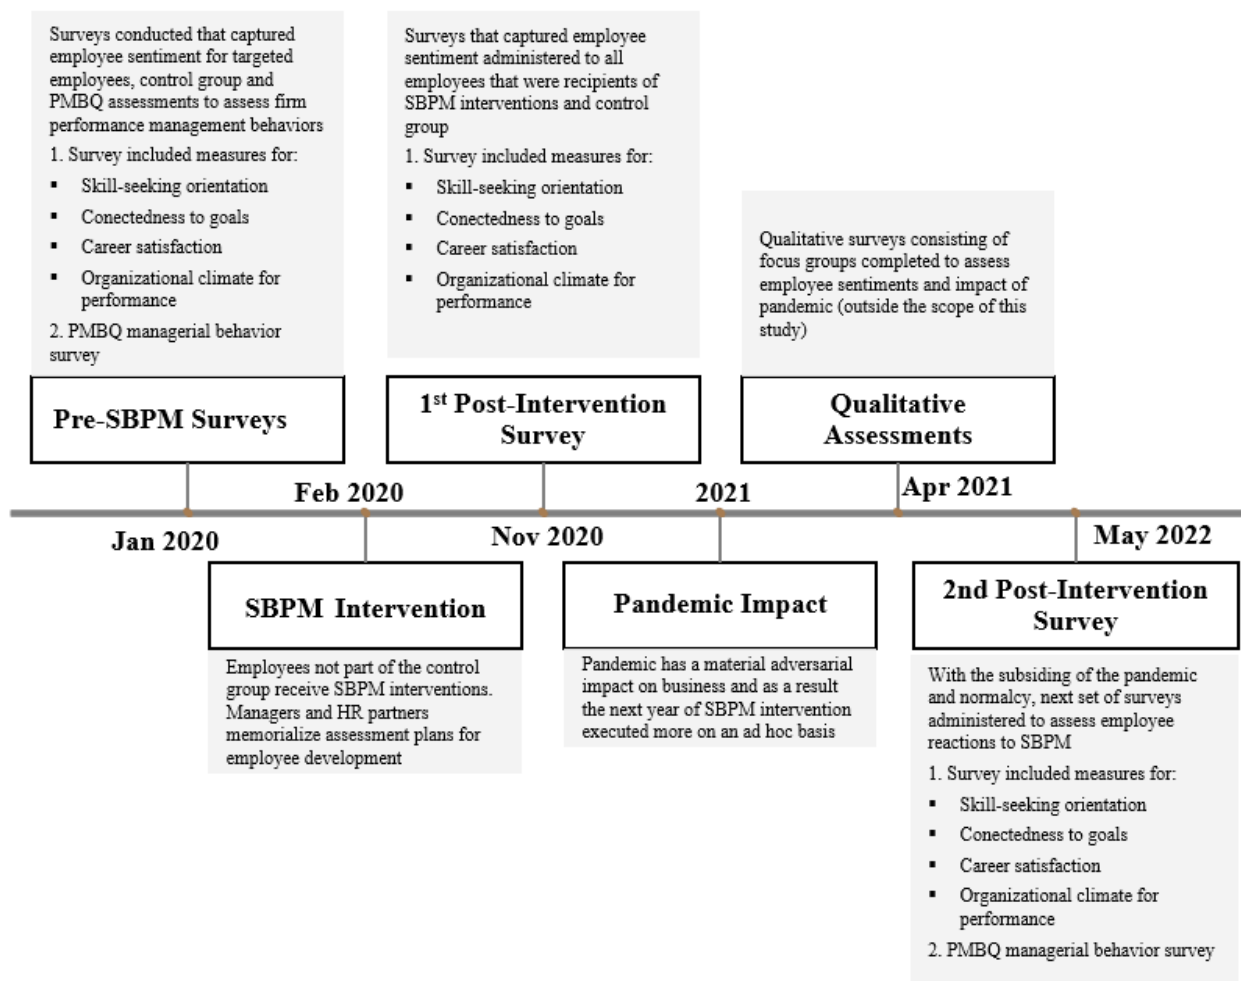 Surveys conducted that captured
employee sentiment for targeted
employees, control group and
PMBQ assessments to assess firm
performance management behaviors
1. Survey included measures for:
▪ Skill-seeking orientation
▪ Conectedness to goals
▪ Career satisfaction
▪ Organizational climate for
performance
2. PMBQ managerial behavior
survey
Pre-SBPM Surveys
Surveys that captured employee
sentiment administered to all
employees that were recipients of
SBPM interventions and control
group
1. Survey included measures for:
▪ Skill-seeking orientation
▪ Conectedness to goals
▪ Career satisfaction
▪ Organizational climate for
performance
1st Post-Intervention
Survey
Qualitative surveys consisting of
focus groups completed to assess
employee sentiments and impact of
pandemic (outside the scope of this
study)
Qualitative
Assessments
Jan 2020
Feb 2020
Nov 2020
2021
Apr 2021
May 2022
SBPM Intervention
Employees not part of the control
group receive SBPM interventions.
Managers and HR partners
memorialize assessment plans for
employee development
Pandemic Impact
Pandemic has a material adversarial
impact on business and as a result
the next year of SBPM intervention
executed more on an ad hoc basis
2nd Post-Intervention
Survey
With the subsiding of the pandemic
and normalcy, next set of surveys
administered to assess employee
reactions to SBPM
1. Survey included measures for:
▪ Skill-seeking orientation
▪ Conectedness to goals
▪ Career satisfaction
▪ Organizational climate for
performance
2. PMBQ managerial behavior survey